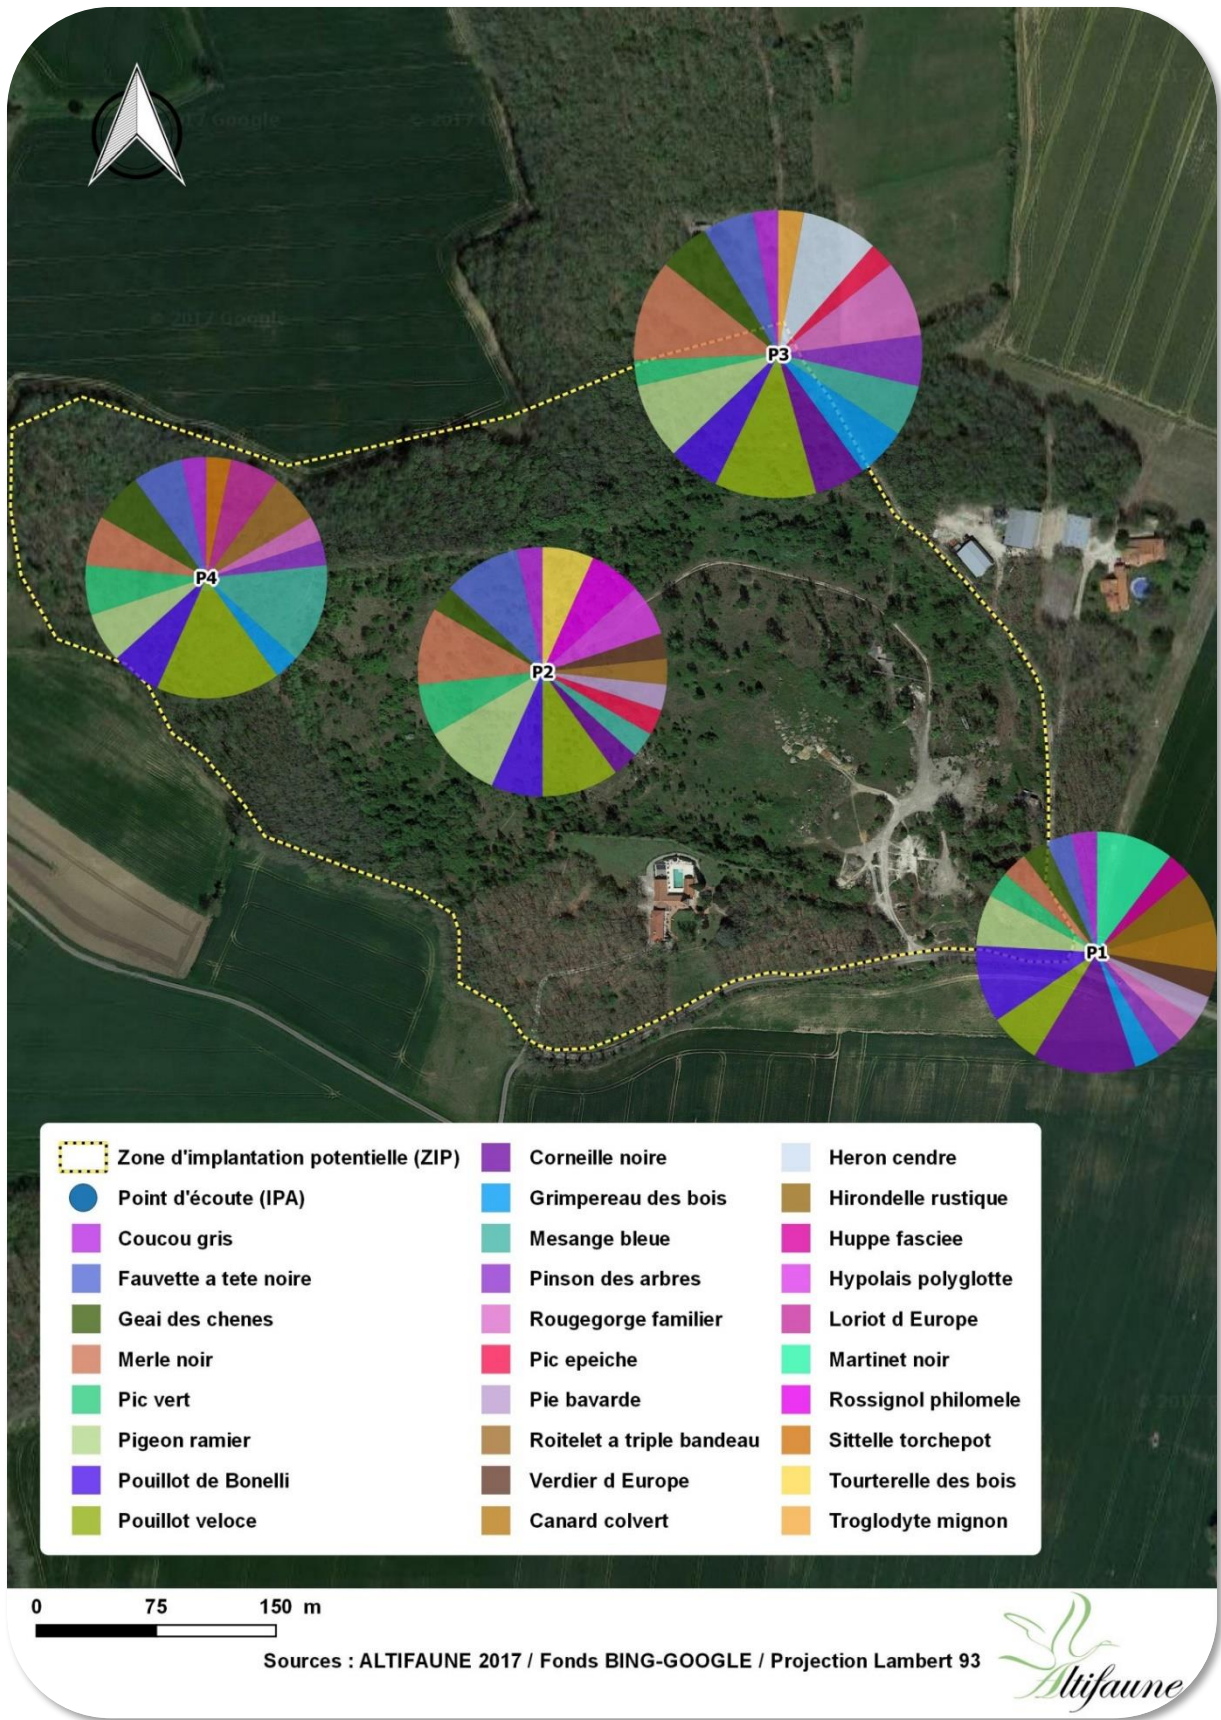 © 2017 Google
© 2017 Google
P3
P4
P2
P1
Zone d'implantation potentielle (ZIP)
Point d'écoute (IPA)
Coucou gris
Fauvette a tete noire
Geai des chenes
Merle noir
Pic vert
Pigeon ramier
Pouillot de Bonelli
Pouillot veloce
Corneille noire
Grimpereau des bois
Mesange bleue
Pinson des arbres
Rougegorge familier
Pic epeiche
Pie bavarde
Roitelet a triple bandeau
Verdier d Europe
Canard colvert
Heron cendre
Hirondelle rustique
Huppe fasciee
Hypolais polyglotte
Loriot d Europe
Martinet noir
Rossignol philomele
Sittelle torchepot
Tourterelle des bois
Troglodyte mignon
0 75 150 m
Sources : ALTIFAUNE 2017 / Fonds BING-GOOGLE / Projection Lambert 93
Altifaune